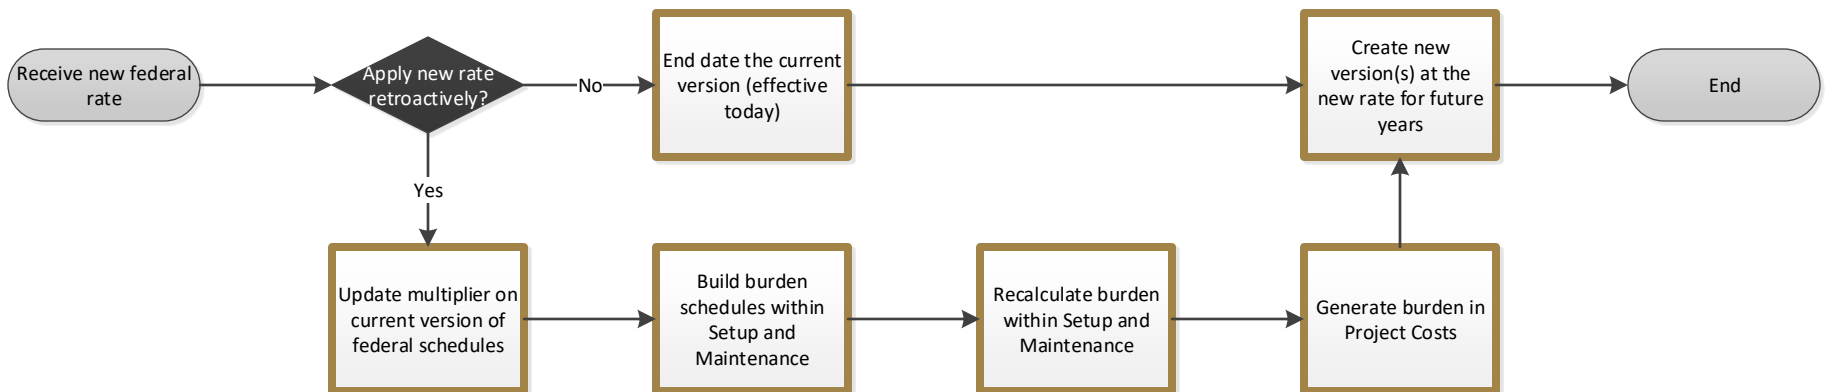 Receive new federal
rate
Apply new rate
retroactively?
No
End date the current
version (effective
today)
Create new
version(s) at the
new rate for future
years
End
Yes
Update multiplier on
current version of
federal schedules
Build burden
schedules within
Setup and
Maintenance
Recalculate burden
within Setup and
Maintenance
Generate burden in
Project Costs